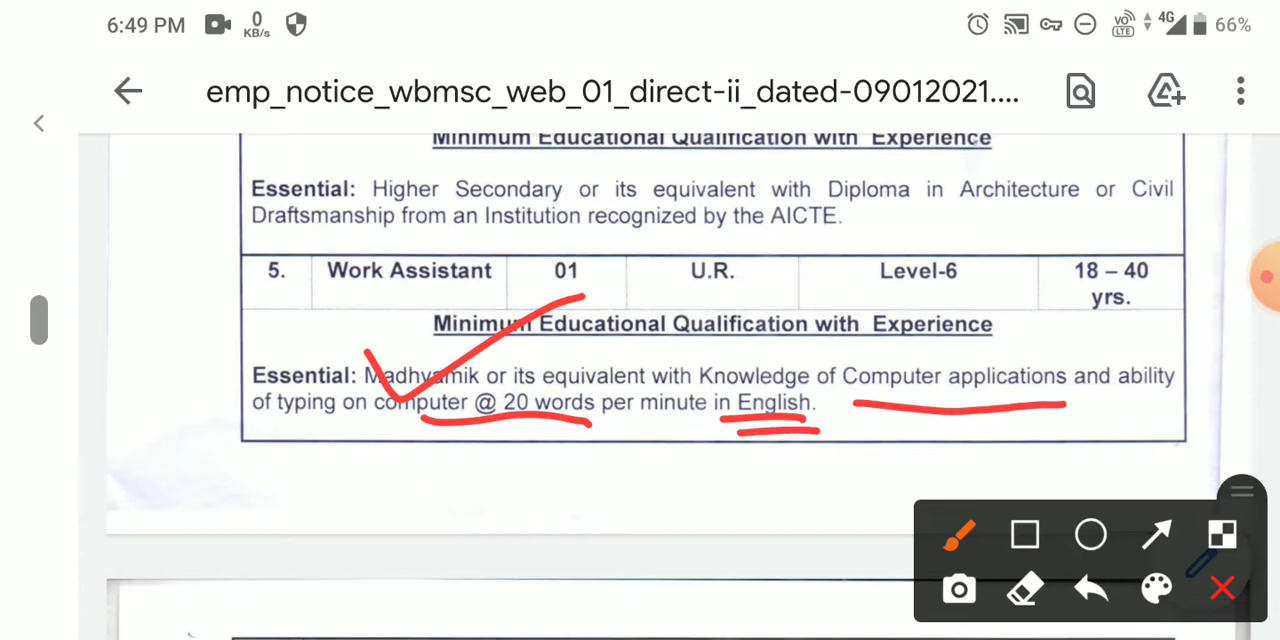 6:49 PM 0 KB/s VO LTE 4G 66%
emp_notice_wbmsc_web_01_direct-ii_dated-09012021....
Minimum Educational Qualification with Experience
Essential: Higher Secondary or its equivalent with Diploma in Architecture or Civil
Draftsmanship from an Institution recognized by the AICTE.
5. Work Assistant 01 U.R. Level-6 18 – 40
yrs.
Minimum Educational Qualification with Experience
Essential: Madhyamik or its equivalent with Knowledge of Computer applications and ability
of typing on computer @ 20 words per minute in English.